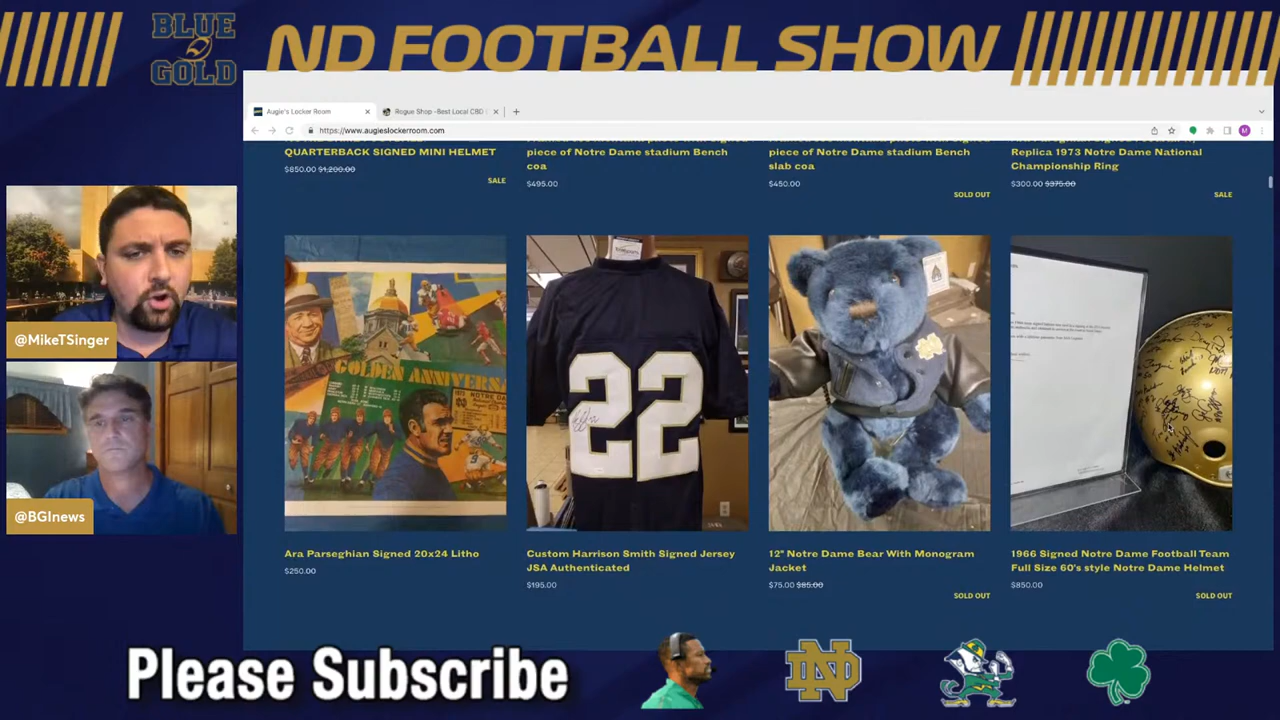 BLUE
GOLD
ND FOOTBALL SHOW
Augie's Locker Room
Rogue Shop -Best Local CBD
https://www.augieslockerroom.com
QUARTERBACK SIGNED MINI HELMET
$850.00 $1,200.00
SALE
piece of Notre Dame stadium Bench
coa
$495.00
piece of Notre Dame stadium Bench
slab coa
$450.00
SOLD OUT
Replica 1973 Notre Dame National
Championship Ring
$300.00 $375.00
SALE
@MikeTSinger
@BGInews
GOLDEN ANNIVERSA
22
Ara Parseghian Signed 20x24 Litho
$250.00
Custom Harrison Smith Signed Jersey
JSA Authenticated
$195.00
12" Notre Dame Bear With Monogram
Jacket
$75.00 $85.00
SOLD OUT
1966 Signed Notre Dame Football Team
Full Size 60's style Notre Dame Helmet
$850.00
SOLD OUT
Please Subscribe
ND